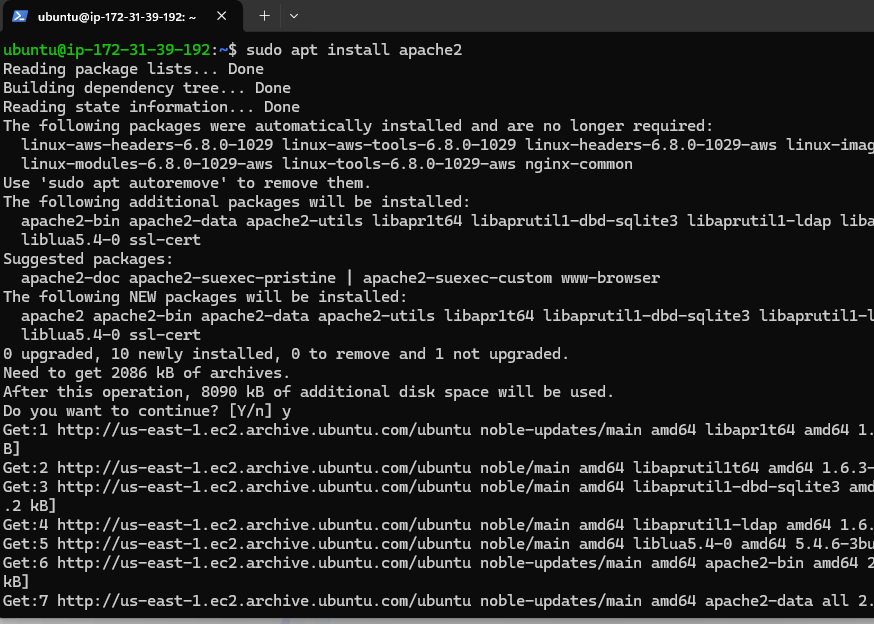 ubuntu@ip-172-31-39-192: ~
ubuntu@ip-172-31-39-192:~$ sudo apt install apache2
Reading package lists... Done
Building dependency tree... Done
Reading state information... Done
The following packages were automatically installed and are no longer required:
linux-aws-headers-6.8.0-1029 linux-aws-tools-6.8.0-1029 linux-headers-6.8.0-1029-aws linux-imag
linux-modules-6.8.0-1029-aws linux-tools-6.8.0-1029-aws nginx-common
Use 'sudo apt autoremove' to remove them.
The following additional packages will be installed:
apache2-bin apache2-data apache2-utils libapr1t64 libaprutil1-dbd-sqlite3 libaprutil1-ldap liba
liblua5.4-0 ssl-cert
Suggested packages:
apache2-doc apache2-suexec-pristine | apache2-suexec-custom www-browser
The following NEW packages will be installed:
apache2 apache2-bin apache2-data apache2-utils libapr1t64 libaprutil1-dbd-sqlite3 libaprutil1-l
liblua5.4-0 ssl-cert
0 upgraded, 10 newly installed, 0 to remove and 1 not upgraded.
Need to get 2086 kB of archives.
After this operation, 8090 kB of additional disk space will be used.
Do you want to continue? [Y/n] y
Get:1 http://us-east-1.ec2.archive.ubuntu.com/ubuntu noble-updates/main amd64 libapr1t64 amd64 1.
B]
Get:2 http://us-east-1.ec2.archive.ubuntu.com/ubuntu noble/main amd64 libaprutil1t64 amd64 1.6.3-
Get:3 http://us-east-1.ec2.archive.ubuntu.com/ubuntu noble/main amd64 libaprutil1-dbd-sqlite3 amd
.2 kB]
Get:4 http://us-east-1.ec2.archive.ubuntu.com/ubuntu noble/main amd64 libaprutil1-ldap amd64 1.6.
Get:5 http://us-east-1.ec2.archive.ubuntu.com/ubuntu noble/main amd64 liblua5.4-0 amd64 5.4.6-3bu
Get:6 http://us-east-1.ec2.archive.ubuntu.com/ubuntu noble-updates/main amd64 apache2-bin amd64 2
kB]
Get:7 http://us-east-1.ec2.archive.ubuntu.com/ubuntu noble-updates/main amd64 apache2-data all 2.